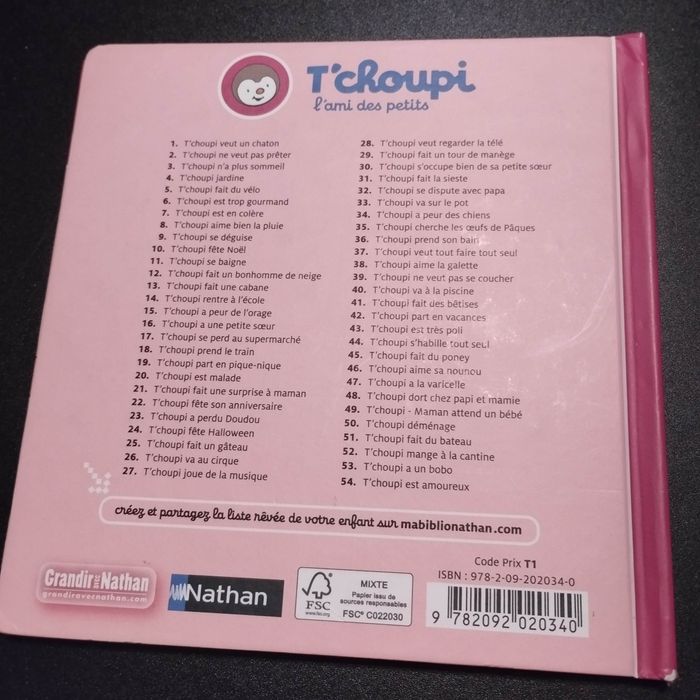 T'choupi
l'ami des petits
1. T'choupi veut un chaton
2. T'choupi ne veut pas prêter
3. T'choupi n'a plus sommeil
4. T'choupi jardine
5. T'choupi fait du vélo
6. T'choupi est trop gourmand
7. T'choupi est en colère
8. T'choupi aime bien la pluie
9. T'choupi se déguise
10. T'choupi fête Noël
11. T'choupi se baigne
12. T'choupi fait un bonhomme de neige
13. T'choupi fait une cabane
14. T'choupi rentre à l'école
15. T'choupi a peur de l'orage
16. T'choupi a une petite sœur
17. T'choupi se perd au supermarché
18. T'choupi prend le train
19. T'choupi part en pique-nique
20. T'choupi est malade
21. T'choupi fait une surprise à maman
22. T'choupi fête son anniversaire
23. T'choupi a perdu Doudou
24. T'choupi fête Halloween
25. T'choupi fait un gâteau
26. T'choupi va au cirque
27. T'choupi joue de la musique
28. T'choupi veut regarder la télé
29. T'choupi fait un tour de manège
30. T'choupi s'occupe bien de sa petite sœur
31. T'choupi fait la sieste
32. T'choupi se dispute avec papa
33. T'choupi va sur le pot
34. T'choupi a peur des chiens
35. T'choupi cherche les œufs de Pâques
36. T'choupi prend son bain
37. T'choupi veut tout faire tout seul
38. T'choupi aime la galette
39. T'choupi ne veut pas se coucher
40. T'choupi va à la piscine
41. T'choupi fait des bêtises
42. T'choupi part en vacances
43. T'choupi est très poli
44. T'choupi s'habille tout seul
45. T'choupi fait du poney
46. T'choupi aime sa nounou
47. T'choupi a la varicelle
48. T'choupi dort chez papi et mamie
49. T'choupi - Maman attend un bébé
50. T'choupi déménage
51. T'choupi fait du bateau
52. T'choupi mange à la cantine
53. T'choupi a un bobo
54. T'choupi est amoureux
créez et partagez la liste rêvée de votre enfant sur mabiblionathan.com
Grandir avec Nathan
grandiravecnathan.com
Nathan
FSC
www.fsc.org
MIXTE
Papier issu de
sources responsables
FSC® C022030
Code Prix T1
ISBN : 978-2-09-202034-0
9 782092 020340